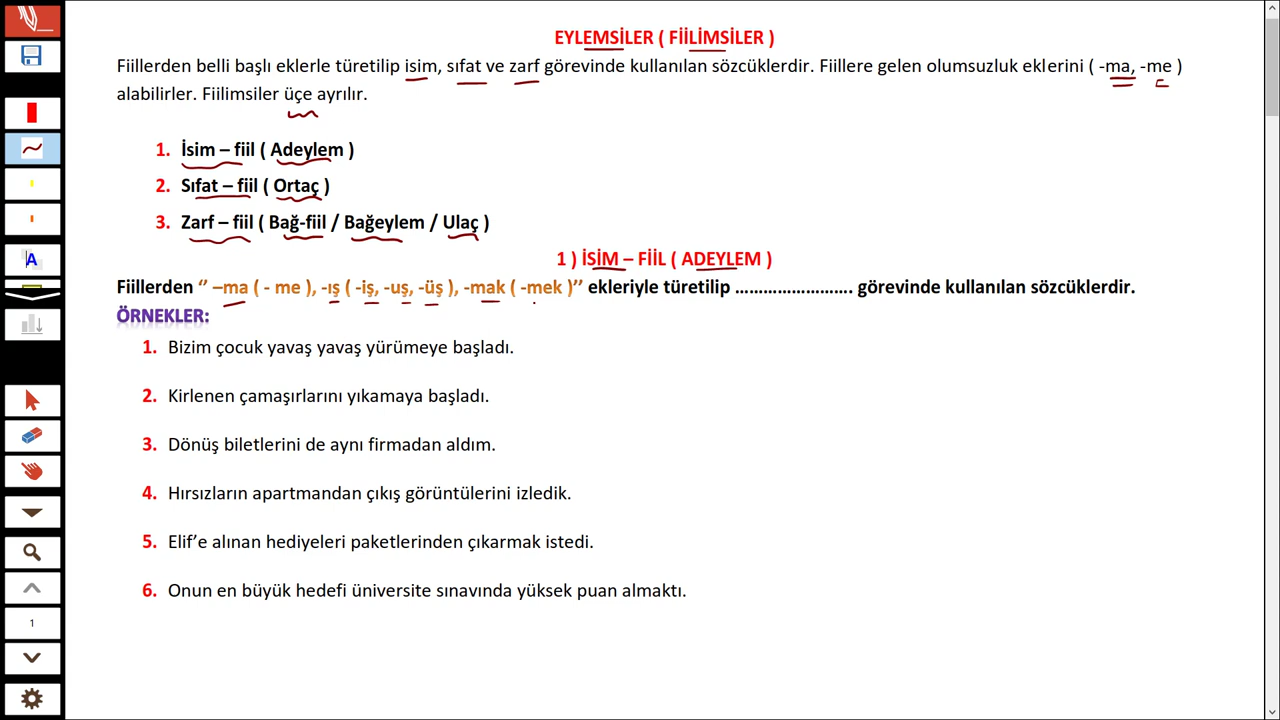 EYLEMSİLER ( FİİLİMSİLER )
Fiillerden belli başlı eklerle türetilip isim, sıfat ve zarf görevinde kullanılan sözcüklerdir. Fiillere gelen olumsuzluk eklerini ( -ma, -me )
alabilirler. Fiilimsiler üçe ayrılır.
1. İsim – fiil ( Adeylem )
2. Sıfat – fiil ( Ortaç )
3. Zarf – fiil ( Bağ-fiil / Bağeylem / Ulaç )
1 ) İSİM – FİİL ( ADEYLEM )
Fiillerden “ –ma ( - me ), -ış ( -iş, -uş, -üş ), -mak ( -mek )” ekleriyle türetilip …………………… görevinde kullanılan sözcüklerdir.
ÖRNEKLER:
1. Bizim çocuk yavaş yavaş yürümeye başladı.
2. Kirlenen çamaşırlarını yıkamaya başladı.
3. Dönüş biletlerini de aynı firmadan aldım.
4. Hırsızların apartmandan çıkış görüntülerini izledik.
5. Elif’e alınan hediyeleri paketlerinden çıkarmak istedi.
6. Onun en büyük hedefi üniversite sınavında yüksek puan almaktı.
A
1